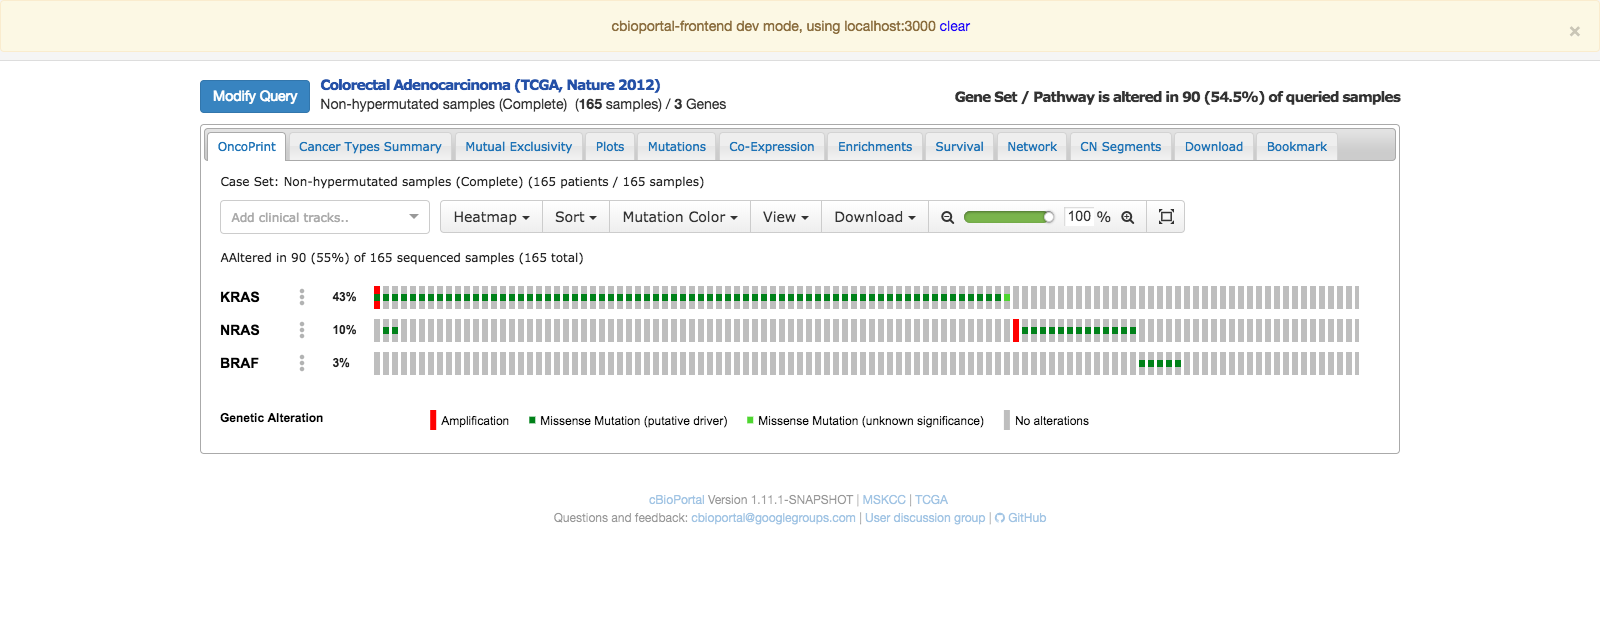 cbioportal-frontend dev mode, using localhost:3000 clear
×
Modify Query
Colorectal Adenocarcinoma (TCGA, Nature 2012)
Non-hypermutated samples (Complete) (165 samples) / 3 Genes
Gene Set / Pathway is altered in 90 (54.5%) of queried samples
OncoPrint Cancer Types Summary Mutual Exclusivity Plots Mutations Co-Expression Enrichments Survival Network CN Segments Download Bookmark
Case Set: Non-hypermutated samples (Complete) (165 patients / 165 samples)
Add clinical tracks.. Heatmap Sort Mutation Color View Download 100 %
AAltered in 90 (55%) of 165 sequenced samples (165 total)
KRAS 43%
NRAS 10%
BRAF 3%
Genetic Alteration Amplification Missense Mutation (putative driver) Missense Mutation (unknown significance) No alterations
cBioPortal Version 1.11.1-SNAPSHOT | MSKCC | TCGA
Questions and feedback: cbioportal@googlegroups.com | User discussion group | GitHub